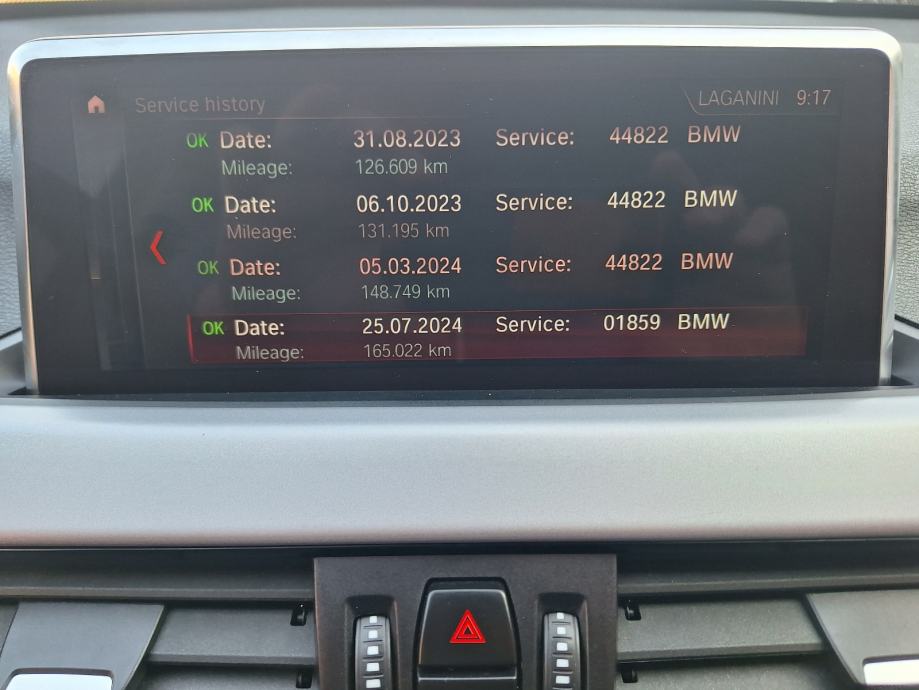 Service history LAGANINI 9:17
OK Date: 31.08.2023 Service: 44822 BMW
Mileage: 126.609 km
OK Date: 06.10.2023 Service: 44822 BMW
Mileage: 131.195 km
OK Date: 05.03.2024 Service: 44822 BMW
Mileage: 148.749 km
OK Date: 25.07.2024 Service: 01859 BMW
Mileage: 165.022 km